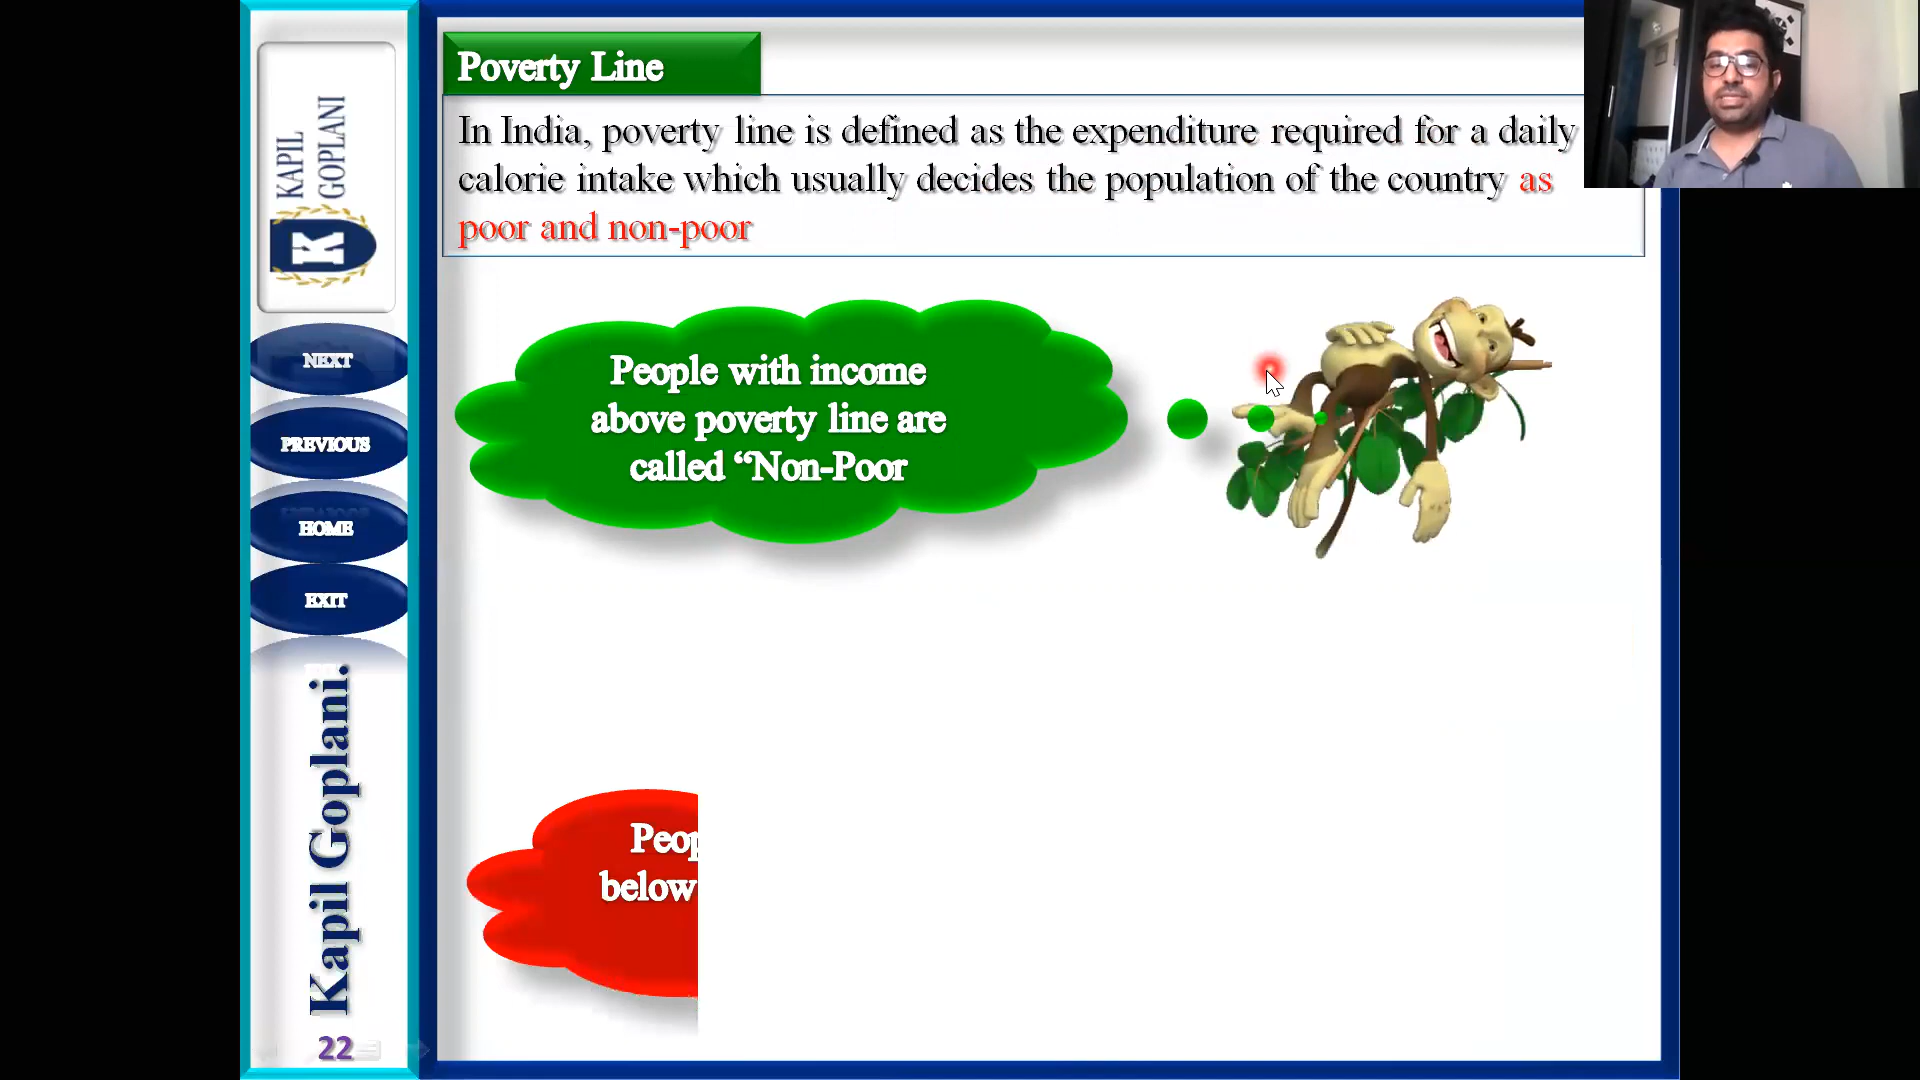 Poverty Line
In India, poverty line is defined as the expenditure required for a daily
calorie intake which usually decides the population of the country as
poor and non-poor
KAPIL
GOPLANI
K
NEXT
PREVIOUS
HOME
EXIT
Kapil Goplani.
22
People with income
above poverty line are
called “Non-Poor
Peop
below